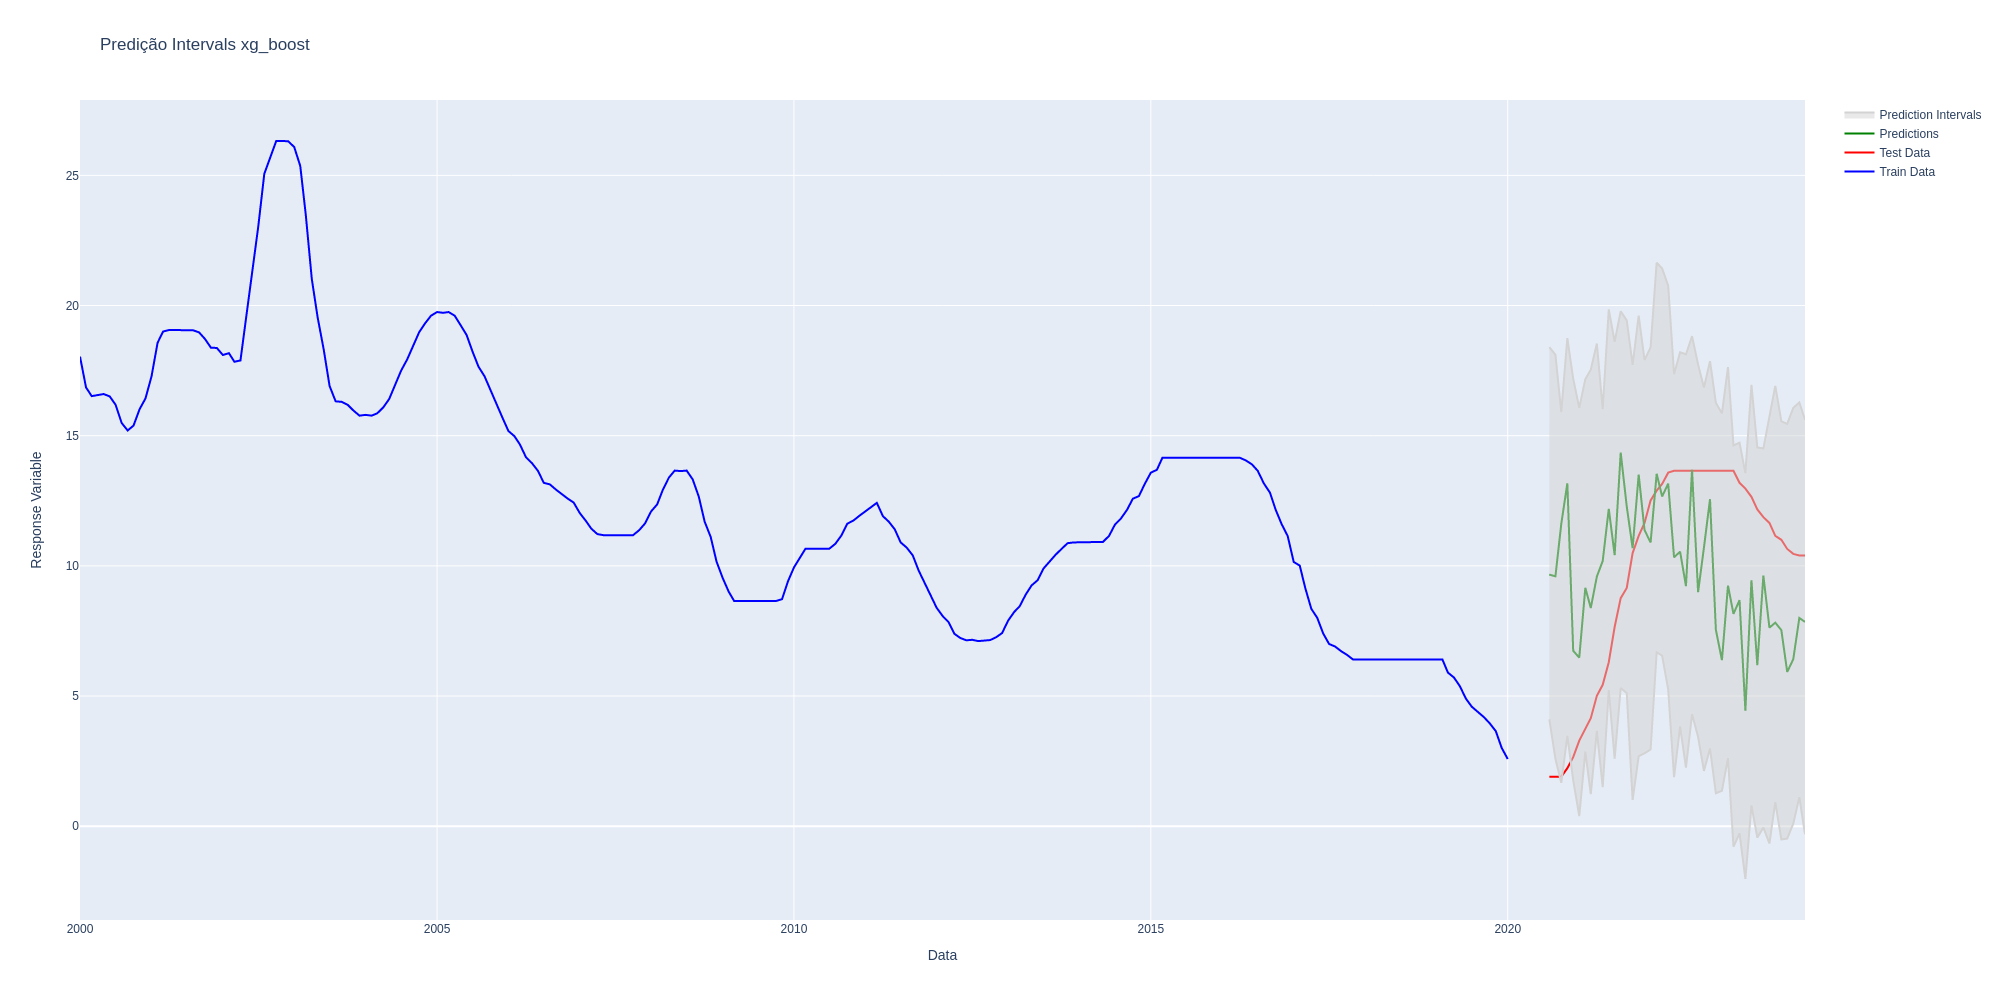 Predição Intervals xg_boost
Prediction Intervals
Predictions
Test Data
Train Data
Response Variable
25
20
15
10
5
0
2000
2005
2010
2015
2020
Data